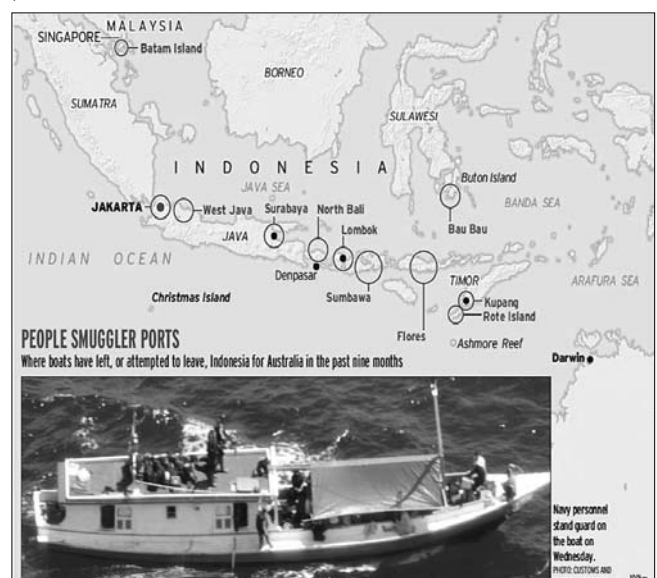 MALAYSIA
SINGAPORE
Batam Island
BORNEO
SUMATRA
SULAWESI
INDONESIA
JAVA SEA
Buton Island
JAKARTA
West Java
Surabaya
North Bali
Lombok
BANDA SEA
Bau Bau
JAVA
INDIAN OCEAN
Denpasar
TIMOR
ARAFURA SEA
Christmas Island
Sumbawa
Kupang
Rote Island
Flores
PEOPLE SMUGGLER PORTS
Ashmore Reef
Where boats have left, or attempted to leave, Indonesia for Australia in the past nine months
Darwin
Navy personnel
stand guard on
the boat on
Wednesday.
PHOTO: CUSTOMS AND